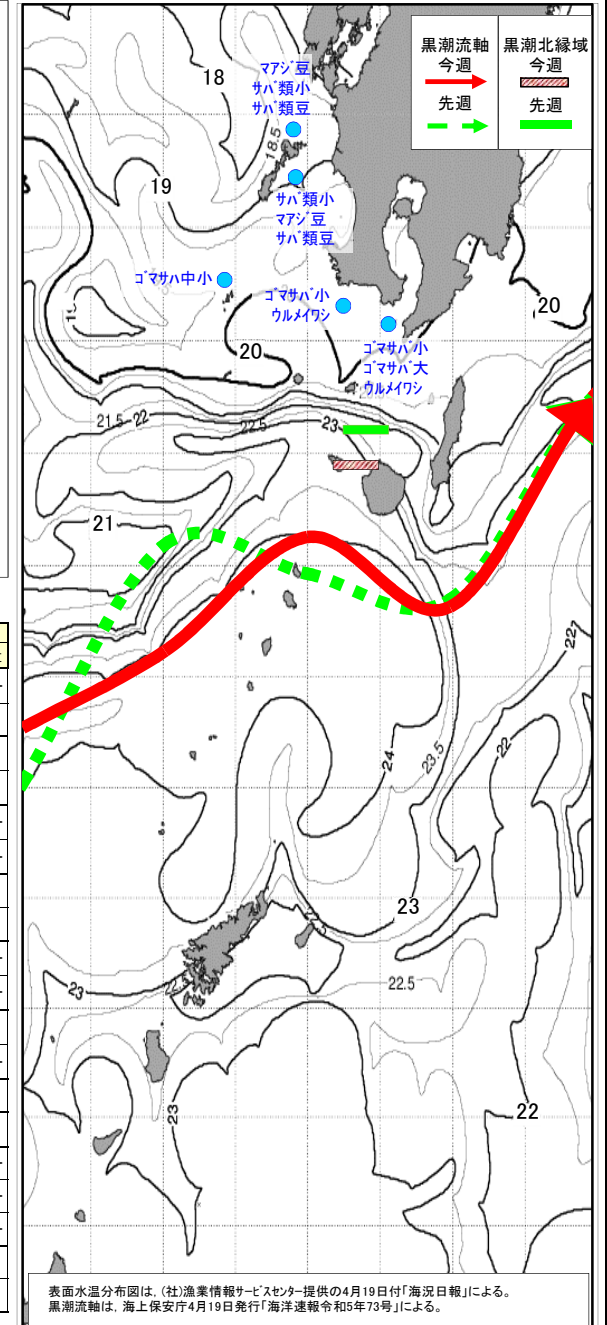 黒潮流軸
今週
先週
黒潮北縁域
今週
先週
18
マアジ豆
サバ類小
サバ類豆
18.5
19
サバ類小
マアジ豆
サバ類豆
ゴマサバ中小
ゴマサバ小
ウルメイワシ
20
20
ゴマサバ小
ゴマサバ大
ウルメイワシ
21.5
22
22.5
23
21
22
24
23.5
22
23
23
22.5
23
22
表面水温分布図は、(社)漁業情報サービスセンター提供の4月19日付「海況日報」による。
黒潮流軸は、海上保安庁4月19日発行「海洋速報令和5年73号」による。